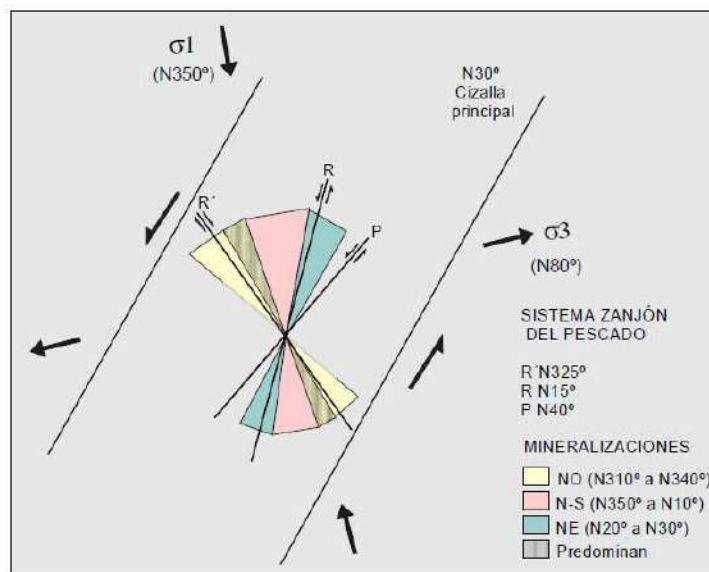 σ1
(N350º)
N30º
Cizalla
principal
R
R´
P
σ3
(N80º)
SISTEMA ZANJÓN
DEL PESCADO
R´N325º
R N15º
P N40º
MINERALIZACIONES
NO (N310º a N340º)
N-S (N350º a N10º)
NE (N20º a N30º)
Predominan